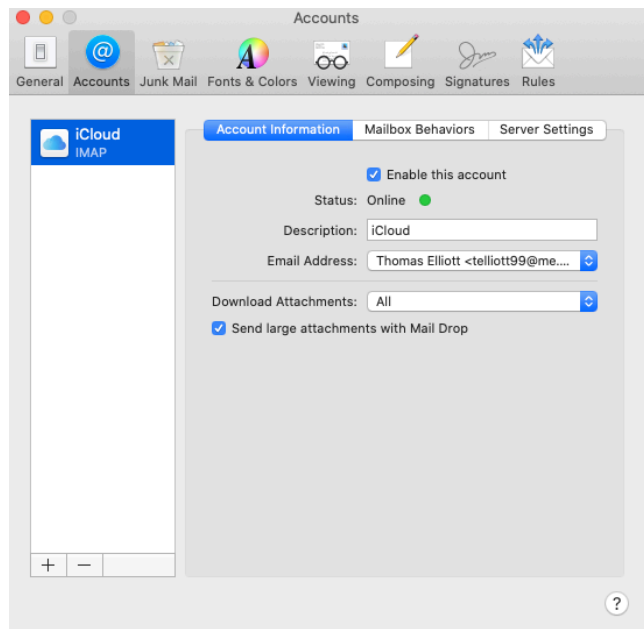 Accounts
General Accounts Junk Mail Fonts & Colors Viewing Composing Signatures Rules
iCloud
IMAP
Account Information Mailbox Behaviors Server Settings
Enable this account
Status: Online
Description: iCloud
Email Address: Thomas Elliott <telliott99@me....
Download Attachments: All
Send large attachments with Mail Drop
+ −
?